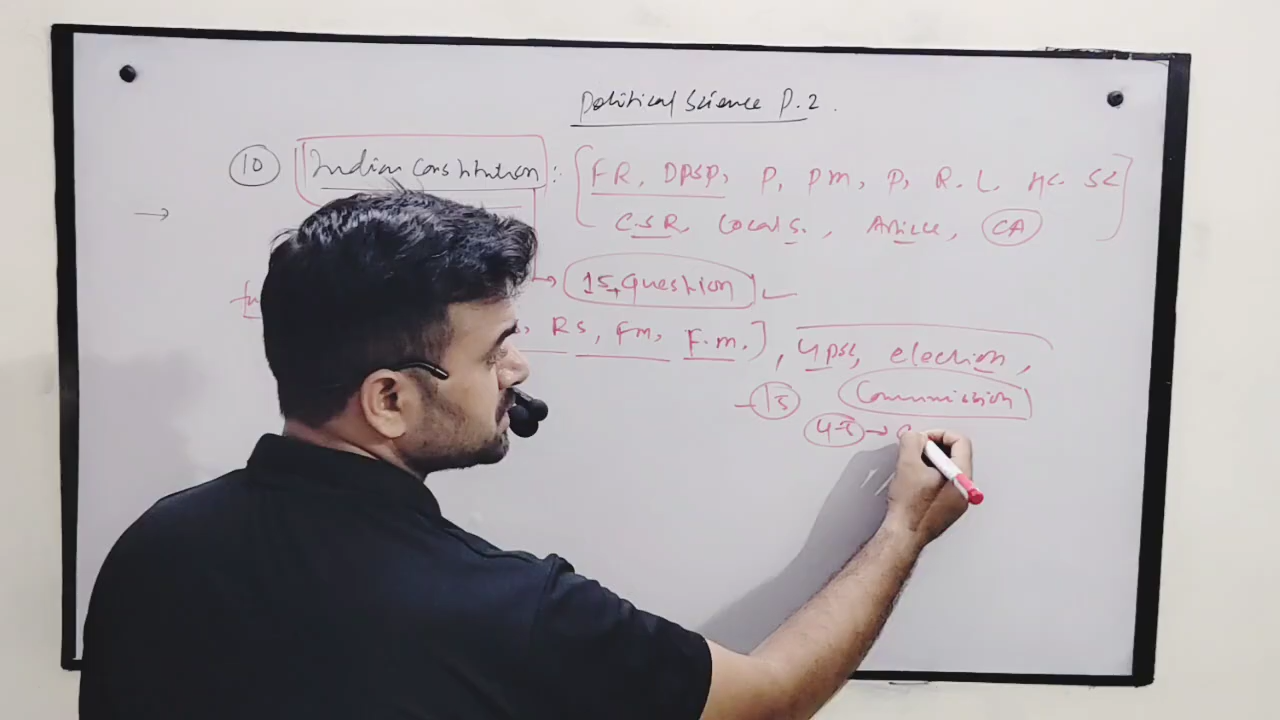 Political Science P.2.
10 Indian Constitution: [FR, DPSP, P, PM, P, R.L, HC. SC
C.S R, Local S., Article, CA]
→ 15+ Question
RS, FM, F.M.], UPSC, election,
Commission
- 15
4-5 →